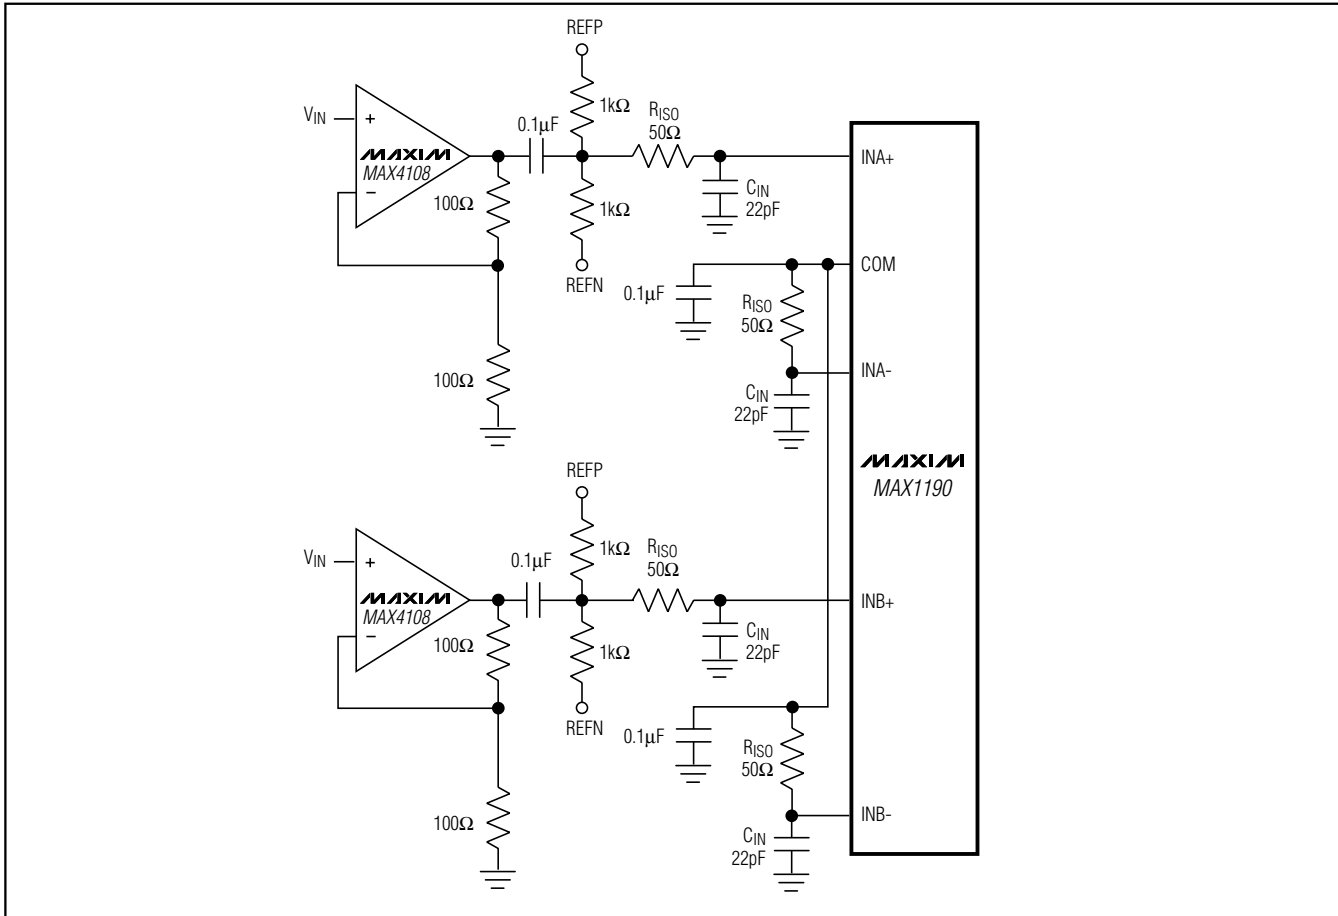 REFP
VIN
+
MAXIM
MAX4108
−
0.1µF
1kΩ
RISO
50Ω
INA+
100Ω
1kΩ
CIN
22pF
REFN
COM
0.1µF
RISO
50Ω
100Ω
INA-
CIN
22pF
MAXIM
MAX1190
REFP
VIN
+
MAXIM
MAX4108
−
0.1µF
1kΩ
RISO
50Ω
INB+
100Ω
1kΩ
CIN
22pF
REFN
0.1µF
RISO
50Ω
100Ω
INB-
CIN
22pF